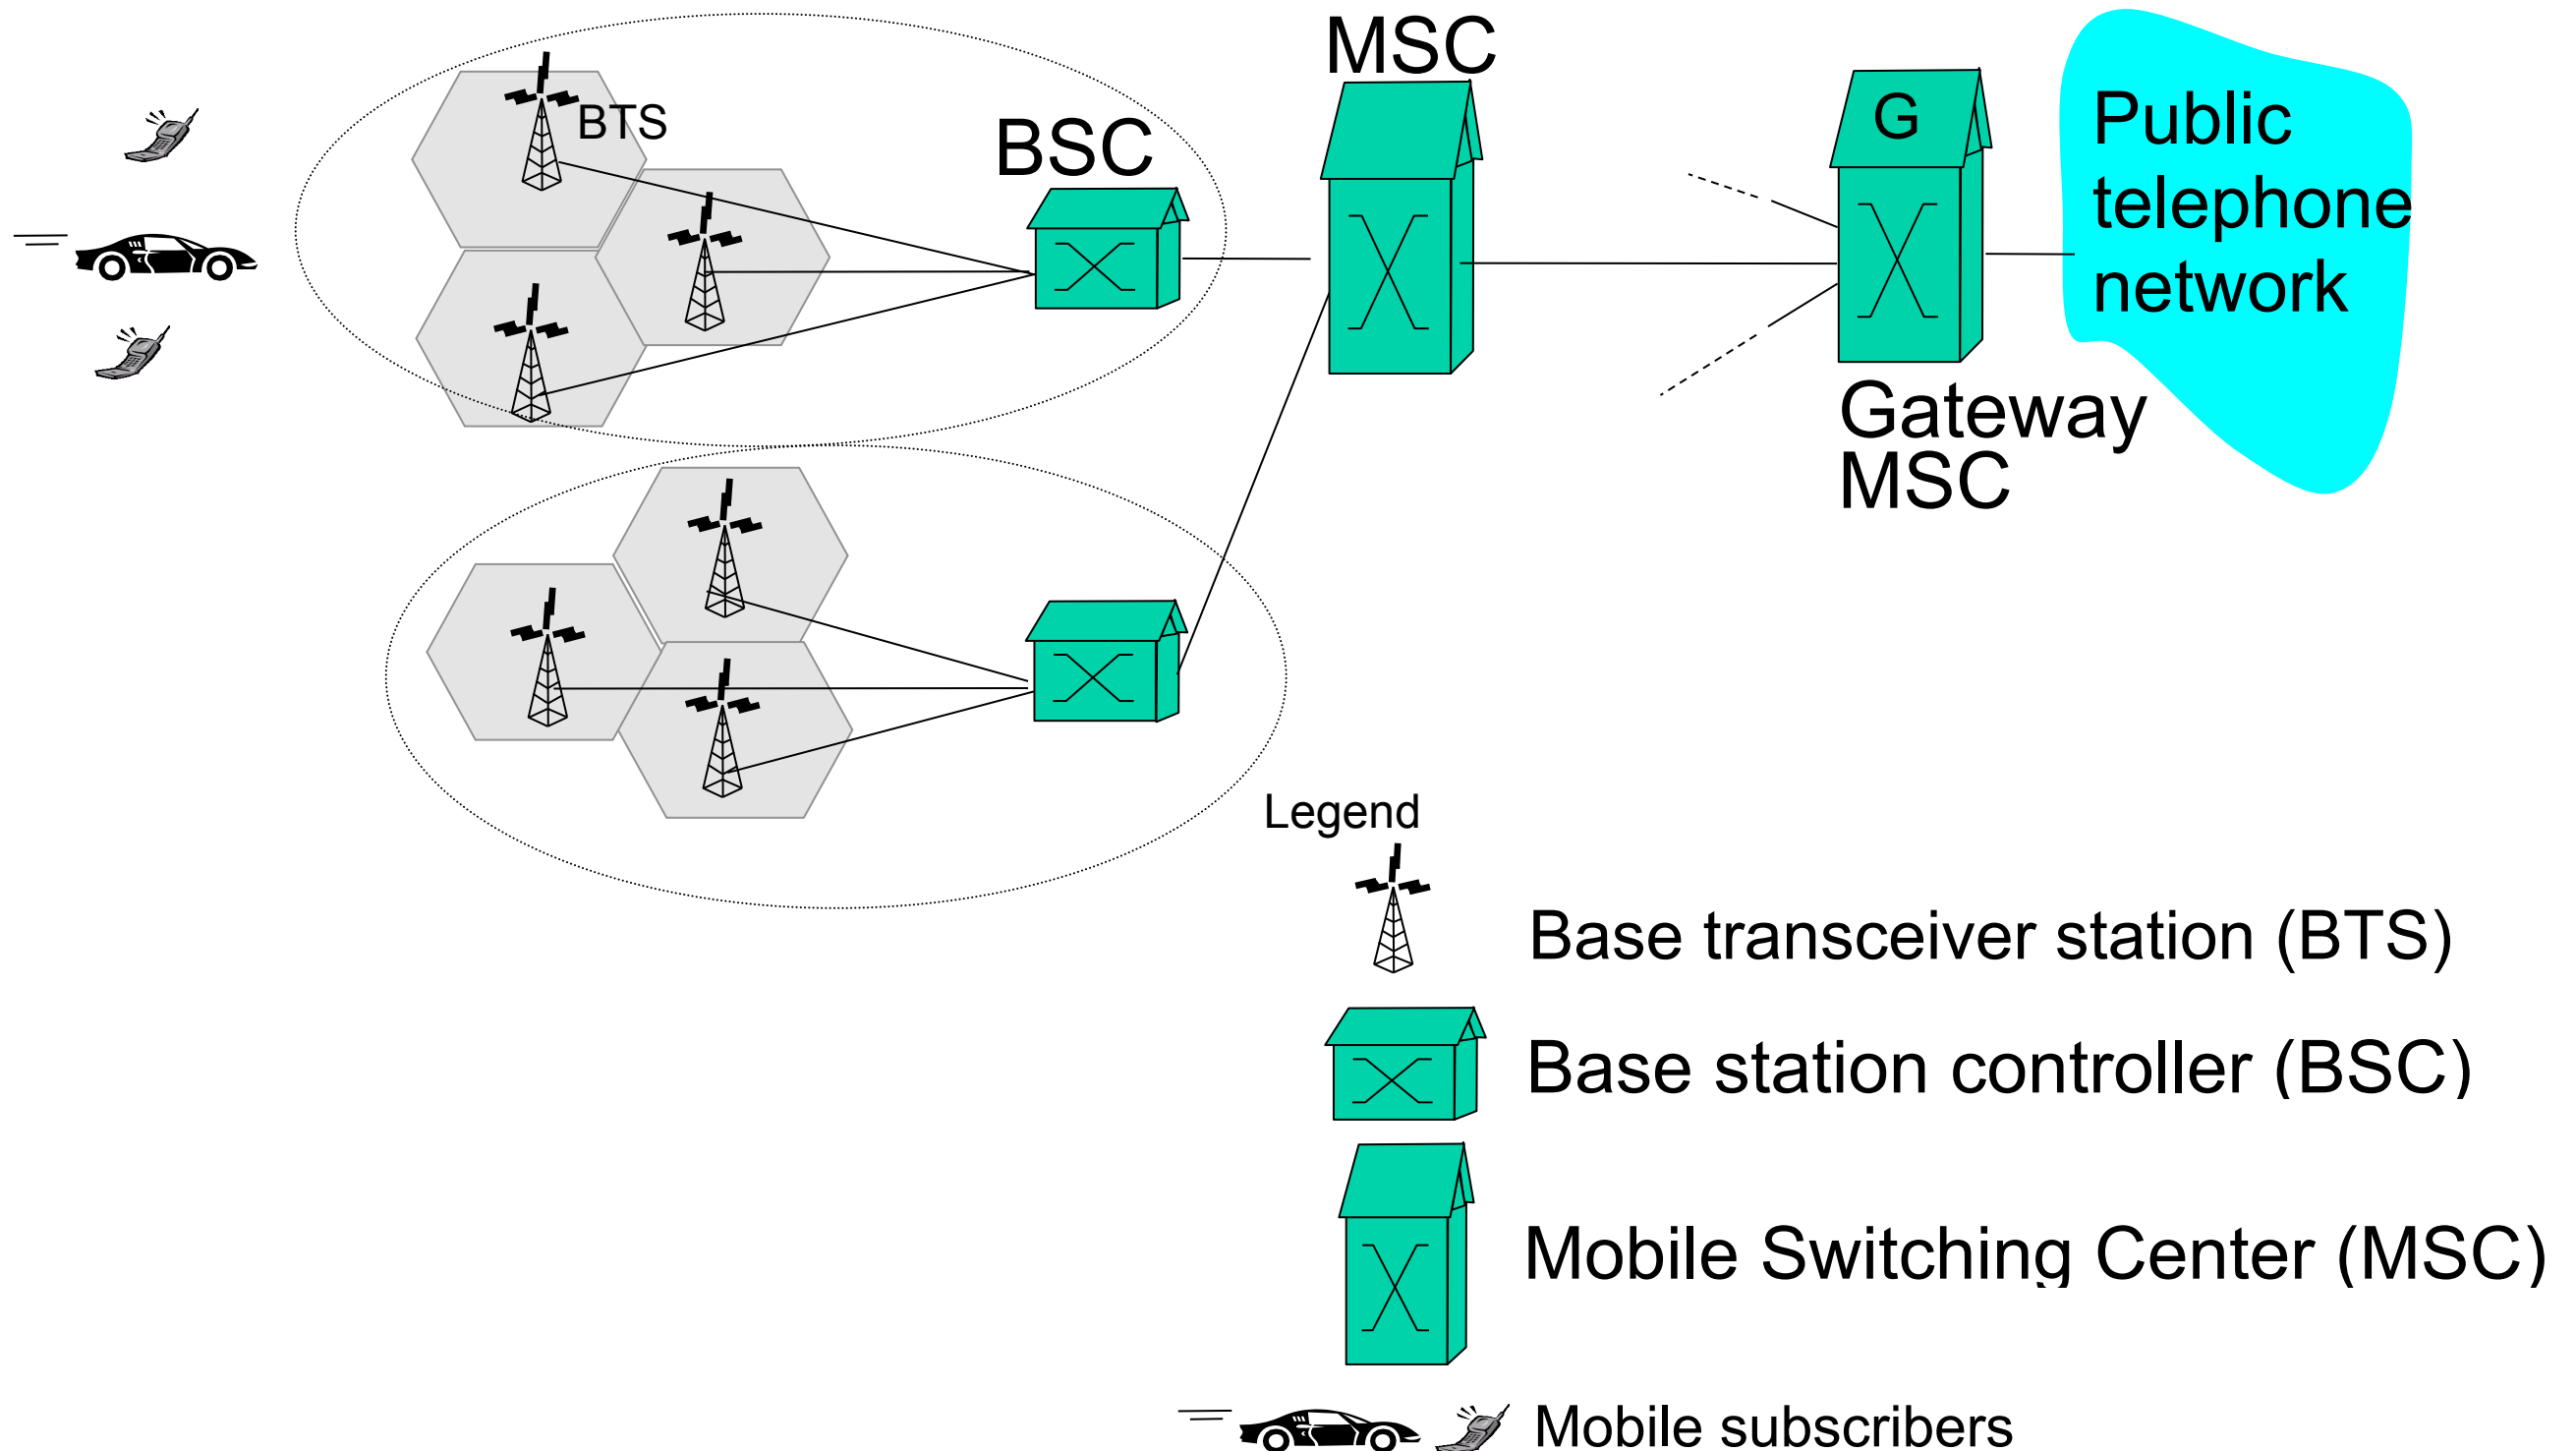 MSC
BTS
BSC
G
Public
telephone
network
Gateway
MSC
Legend
Base transceiver station (BTS)
Base station controller (BSC)
Mobile Switching Center (MSC)
Mobile subscribers